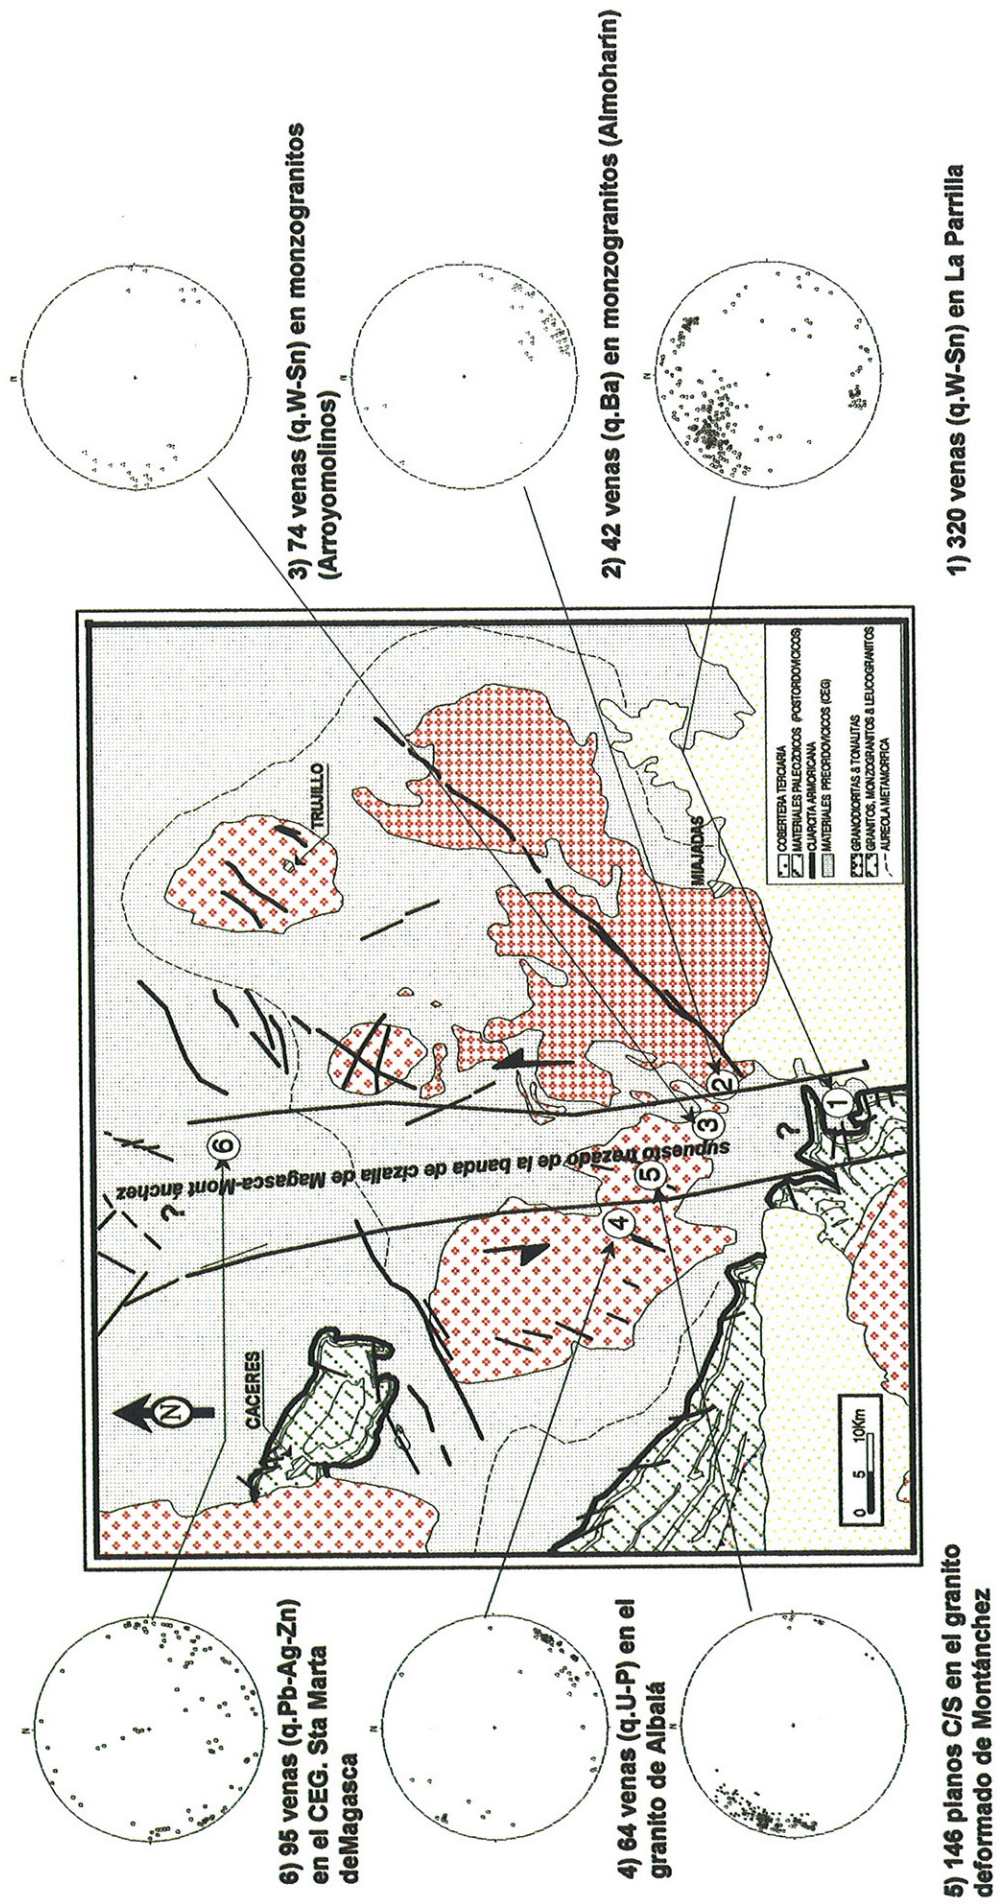 6) 95 venas (q.Pb-Ag-Zn)
en el CEG. Sta Marta
deMagasca
4) 64 venas (q.U-P) en el
granito de Albalá
5) 146 planos C/S en el granito
deformado de Montánchez
3) 74 venas (q.W-Sn) en monzogranitos
(Arroyomolinos)
2) 42 venas (q.Ba) en monzogranitos (Almoharín)
1) 320 venas (q.W-Sn) en La Parrilla
N
N
N
N
N
N
N
CACERES
TRUJILLO
MIAJADAS
supuesto trazado de la banda de cizalla de Magasca-Mont ánchez
?
?
6
5
4
3
2
1
0 5 10Km
COBERTERA TERCIARIA
MATERIALES PALEOZOICOS (POSTORDOVICICOS)
CUARCITA ARMORICANA
MATERIALES PREORDOVICICOS (CEG)
GRANODIORITAS & TONALITAS
GRANITOS, MONZOGRANITOS & LEUCOGRANITOS
AUREOLA METAMORFICA